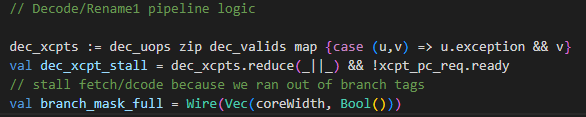 // Decode/Rename1 pipeline logic
dec_xcpts := dec_uops zip dec_valids map {case (u,v) => u.exception && v}
val dec_xcpt_stall = dec_xcpts.reduce(_||_) && !xcpt_pc_req.ready
// stall fetch/dcode because we ran out of branch tags
val branch_mask_full = Wire(Vec(coreWidth, Bool()))